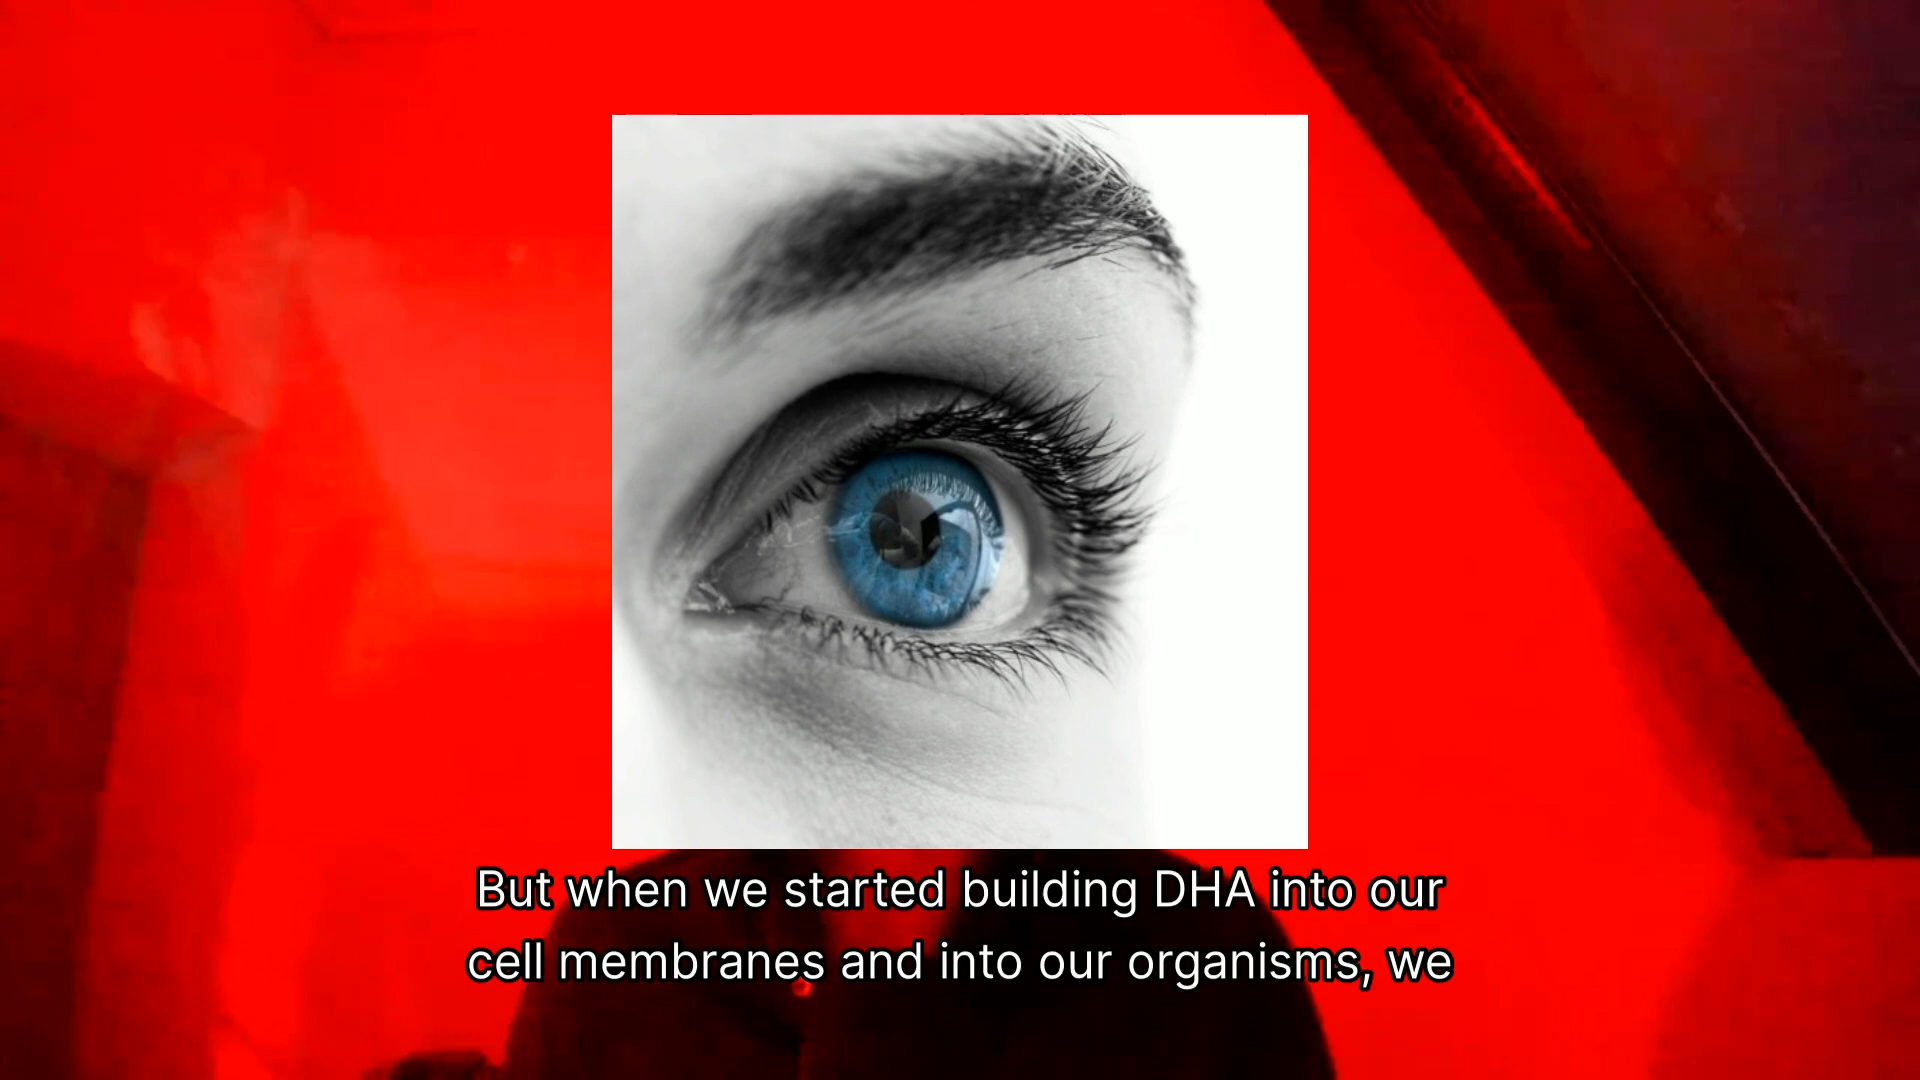 But when we started building DHA into our
cell membranes and into our organisms, we